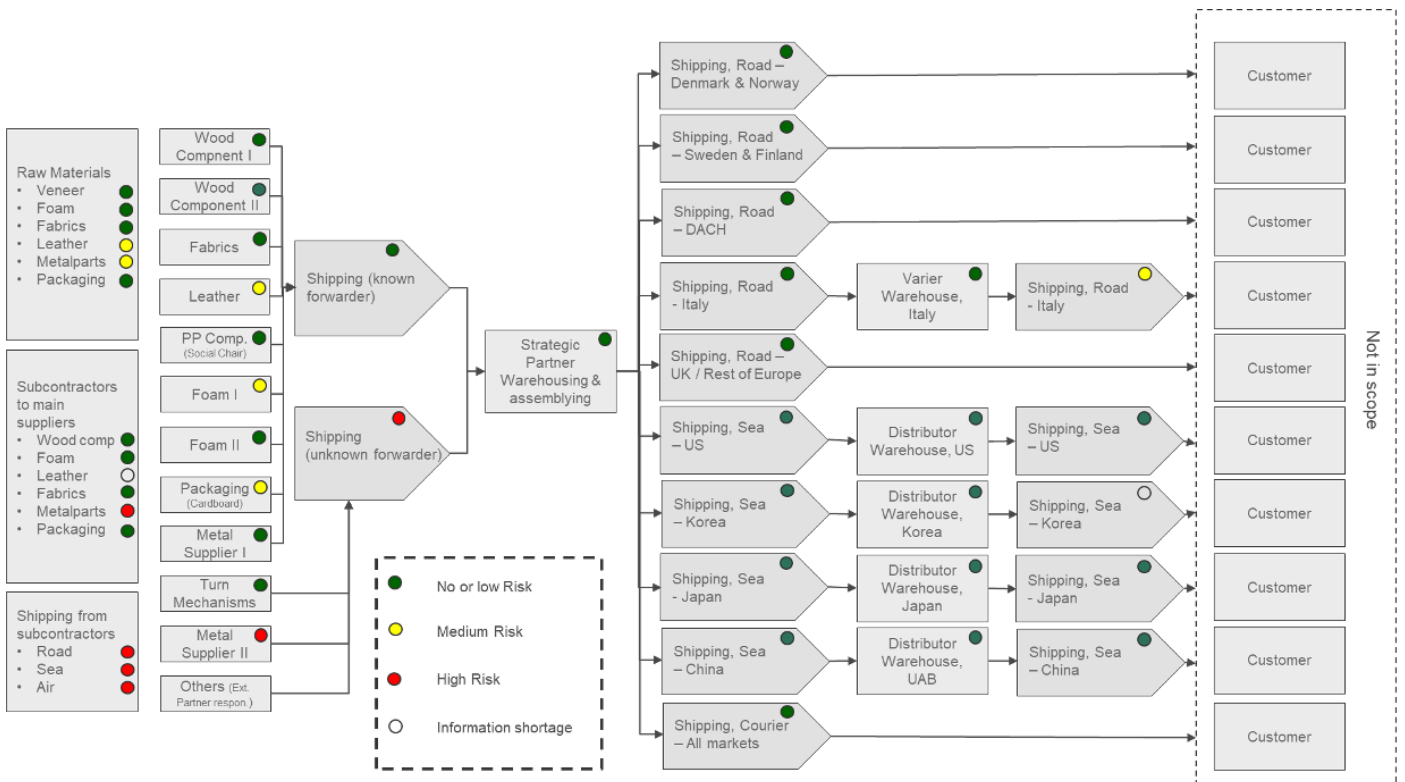 Raw Materials
• Veneer
• Foam
• Fabrics
• Leather
• Metalparts
• Packaging
Subcontractors
to main
suppliers
• Wood comp
• Foam
• Leather
• Fabrics
• Metalparts
• Packaging
Shipping from
subcontractors
• Road
• Sea
• Air
Wood
Compnent I
Wood
Component II
Fabrics
Leather
PP Comp.
(Social Chair)
Foam I
Foam II
Packaging
(Cardboard)
Metal
Supplier I
Turn
Mechanisms
Metal
Supplier II
Others (Ext.
Partner respon.)
Shipping (known
forwarder)
Shipping
(unknown forwarder)
Strategic
Partner
Warehousing &
assemblying
No or low Risk
Medium Risk
High Risk
Information shortage
Shipping, Road –
Denmark & Norway
Customer
Shipping, Road
– Sweden & Finland
Customer
Shipping, Road
– DACH
Customer
Shipping, Road
- Italy
Varier
Warehouse,
Italy
Shipping, Road
- Italy
Customer
Shipping, Road –
UK / Rest of Europe
Customer
Shipping, Sea
– US
Distributor
Warehouse, US
Shipping, Sea
– US
Customer
Shipping, Sea
– Korea
Distributor
Warehouse,
Korea
Shipping, Sea
– Korea
Customer
Shipping, Sea
- Japan
Distributor
Warehouse,
Japan
Shipping, Sea
- Japan
Customer
Shipping, Sea
– China
Distributor
Warehouse,
UAB
Shipping, Sea
– China
Customer
Shipping, Courier
– All markets
Customer
Not in scope